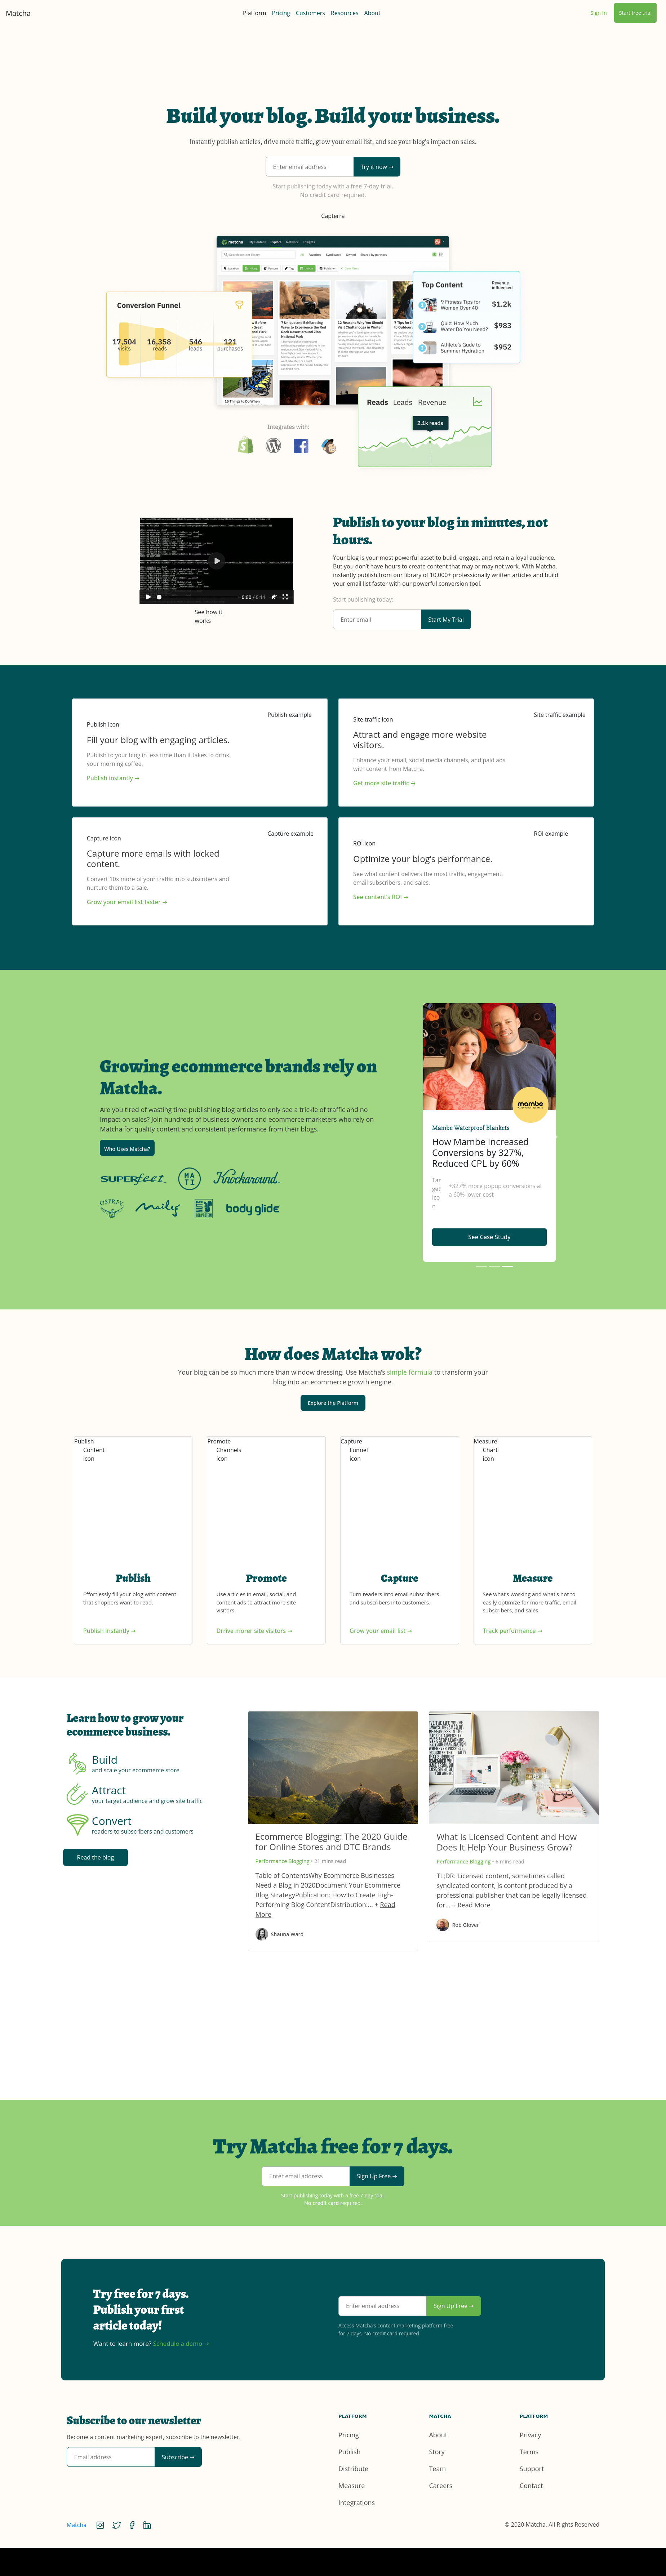 Matcha
Platform Pricing Customers Resources About
Sign In
Start free trial
Build your blog. Build your business.
Instantly publish articles, drive more traffic, grow your email list, and see your blog's impact on sales.
Enter email address
Try it now →
Start publishing today with a free 7-day trial.
No credit card required.
Capterra
matcha
My Content Explore Network Insights
Conversion Funnel
17,504 visits
16,358 reads
546 leads
121 purchases
Top Content
Revenue influenced
9 Fitness Tips for Women Over 40
$1.2k
Quiz: How Much Water Do You Need?
$983
Athlete's Gude to Summer Hydration
$952
Reads Leads Revenue
2.1k reads
Integrates with:
Publish to your blog in minutes, not
hours.
Your blog is your most powerful asset to build, engage, and retain a loyal audience.
But you don't have hours to create content that may or may not work. With Matcha,
instantly publish from our library of 10,000+ professionally written articles and build
your email list faster with our powerful conversion tool.
Start publishing today:
Enter email
Start My Trial
0:00 / 0:11
See how it
works
Publish icon
Publish example
Fill your blog with engaging articles.
Publish to your blog in less time than it takes to drink
your morning coffee.
Publish instantly →
Site traffic icon
Site traffic example
Attract and engage more website
visitors.
Enhance your email, social media channels, and paid ads
with content from Matcha.
Get more site traffic →
Capture icon
Capture example
Capture more emails with locked
content.
Convert 10x more of your traffic into subscribers and
nurture them to a sale.
Grow your email list faster →
ROI icon
ROI example
Optimize your blog's performance.
See what content delivers the most traffic, engagement,
email subscribers, and sales.
See content's ROI →
Growing ecommerce brands rely on
Matcha.
Are you tired of wasting time publishing blog articles to only see a trickle of traffic and no
impact on sales? Join hundreds of business owners and ecommerce marketers who rely on
Matcha for quality content and consistent performance from their blogs.
Who Uses Matcha?
SUPERfeet
MATI
Knockaround.
OSPREY
mailey
body glide
mambe
Mambe Waterproof Blankets
How Mambe Increased
Conversions by 327%,
Reduced CPL by 60%
Tar
get
ico
n
+327% more popup conversions at
a 60% lower cost
See Case Study
How does Matcha wok?
Your blog can be so much more than window dressing. Use Matcha's simple formula to transform your
blog into an ecommerce growth engine.
Explore the Platform
Publish
Content
icon
Publish
Effortlessly fill your blog with content
that shoppers want to read.
Publish instantly →
Promote
Channels
icon
Promote
Use articles in email, social, and
content ads to attract more site
visitors.
Drrive morer site visitors →
Capture
Funnel
icon
Capture
Turn readers into email subscribers
and subscribers into customers.
Grow your email list →
Measure
Chart
icon
Measure
See what's working and what's not to
easily optimize for more traffic, email
subscribers, and sales.
Track performance →
Learn how to grow your
ecommerce business.
Build
and scale your ecommerce store
Attract
your target audience and grow site traffic
Convert
readers to subscribers and customers
Read the blog
Ecommerce Blogging: The 2020 Guide
for Online Stores and DTC Brands
Performance Blogging • 21 mins read
Table of ContentsWhy Ecommerce Businesses
Need a Blog in 2020Document Your Ecommerce
Blog StrategyPublication: How to Create High-
Performing Blog ContentDistribution:... + Read
More
Shauna Ward
What Is Licensed Content and How
Does It Help Your Business Grow?
Performance Blogging • 6 mins read
TL;DR: Licensed content, sometimes called
syndicated content, is content produced by a
professional publisher that can be legally licensed
for... + Read More
Rob Glover
Try Matcha free for 7 days.
Enter email address
Sign Up Free →
Start publishing today with a free 7-day trial.
No credit card required.
Try free for 7 days.
Publish your first
article today!
Want to learn more? Schedule a demo →
Enter email address
Sign Up Free →
Access Matcha's content marketing platform free
for 7 days. No credit card required.
Subscribe to our newsletter
Become a content marketing expert, subscribe to the newsletter.
Email address
Subscribe →
PLATFORM
Pricing
Publish
Distribute
Measure
Integrations
MATCHA
About
Story
Team
Careers
PLATFORM
Privacy
Terms
Support
Contact
Matcha
© 2020 Matcha. All Rights Reserved